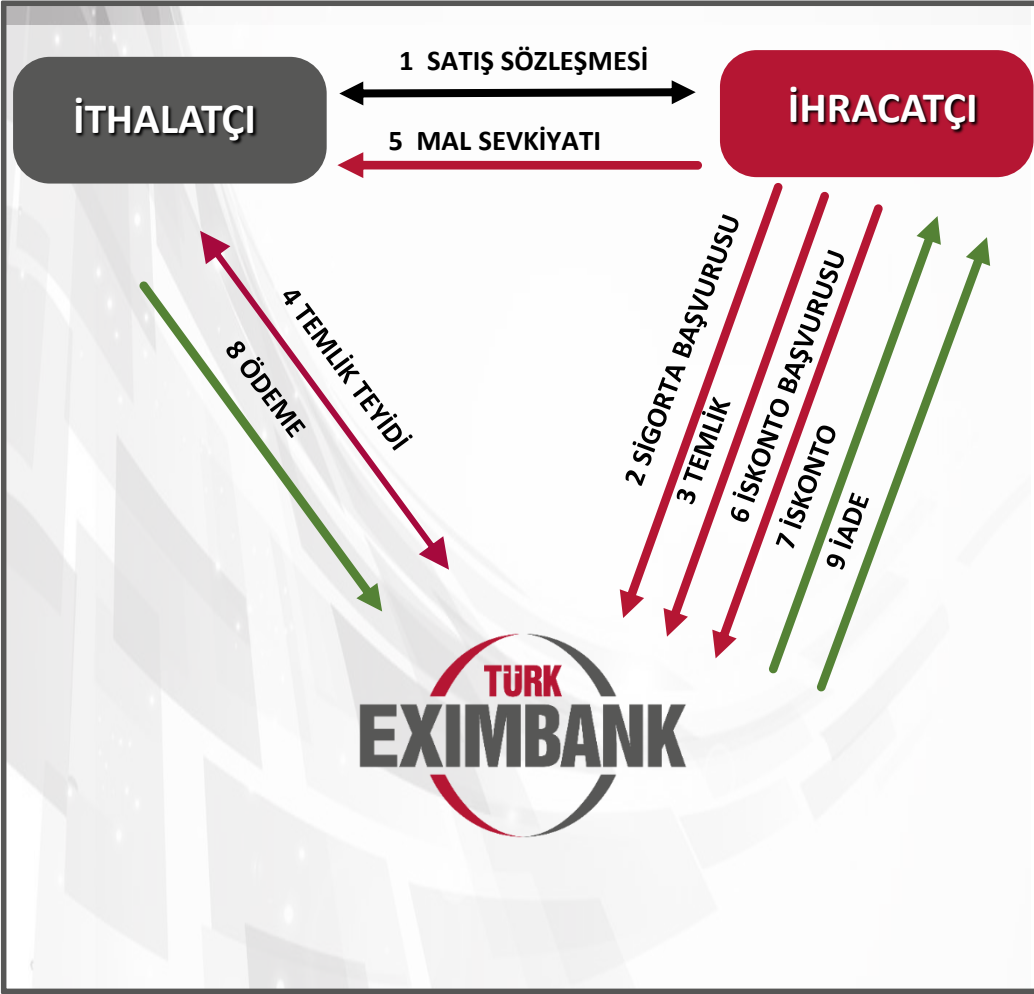 1 SATIŞ SÖZLEŞMESİ
İTHALATÇI
İHRACATÇI
5 MAL SEVKİYATI
4 TEMLİK TEYİDİ
8 ÖDEME
2 SİGORTA BAŞVURUSU
3 TEMLİK
6 İSKONTO BAŞVURUSU
7 İSKONTO
9 İADE
TÜRK
EXIMBANK